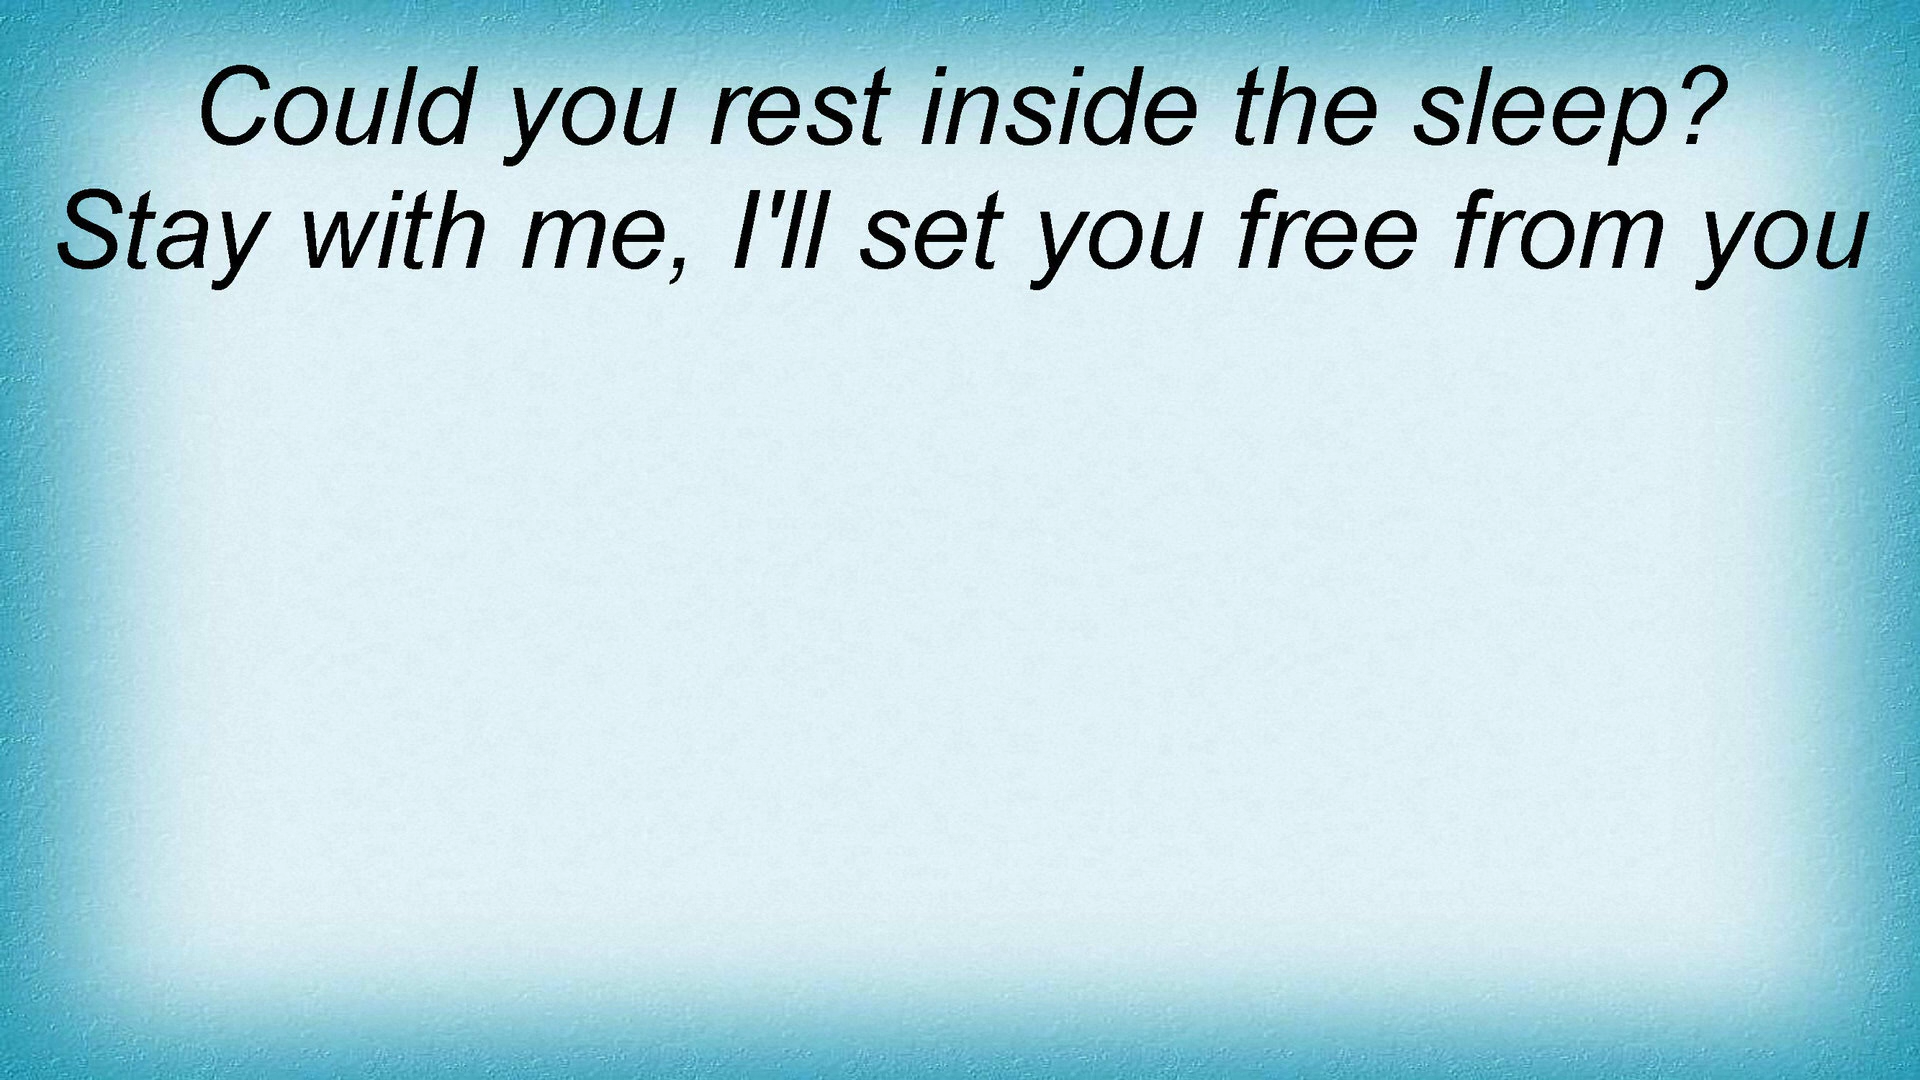 Could you rest inside the sleep?
Stay with me, I'll set you free from you